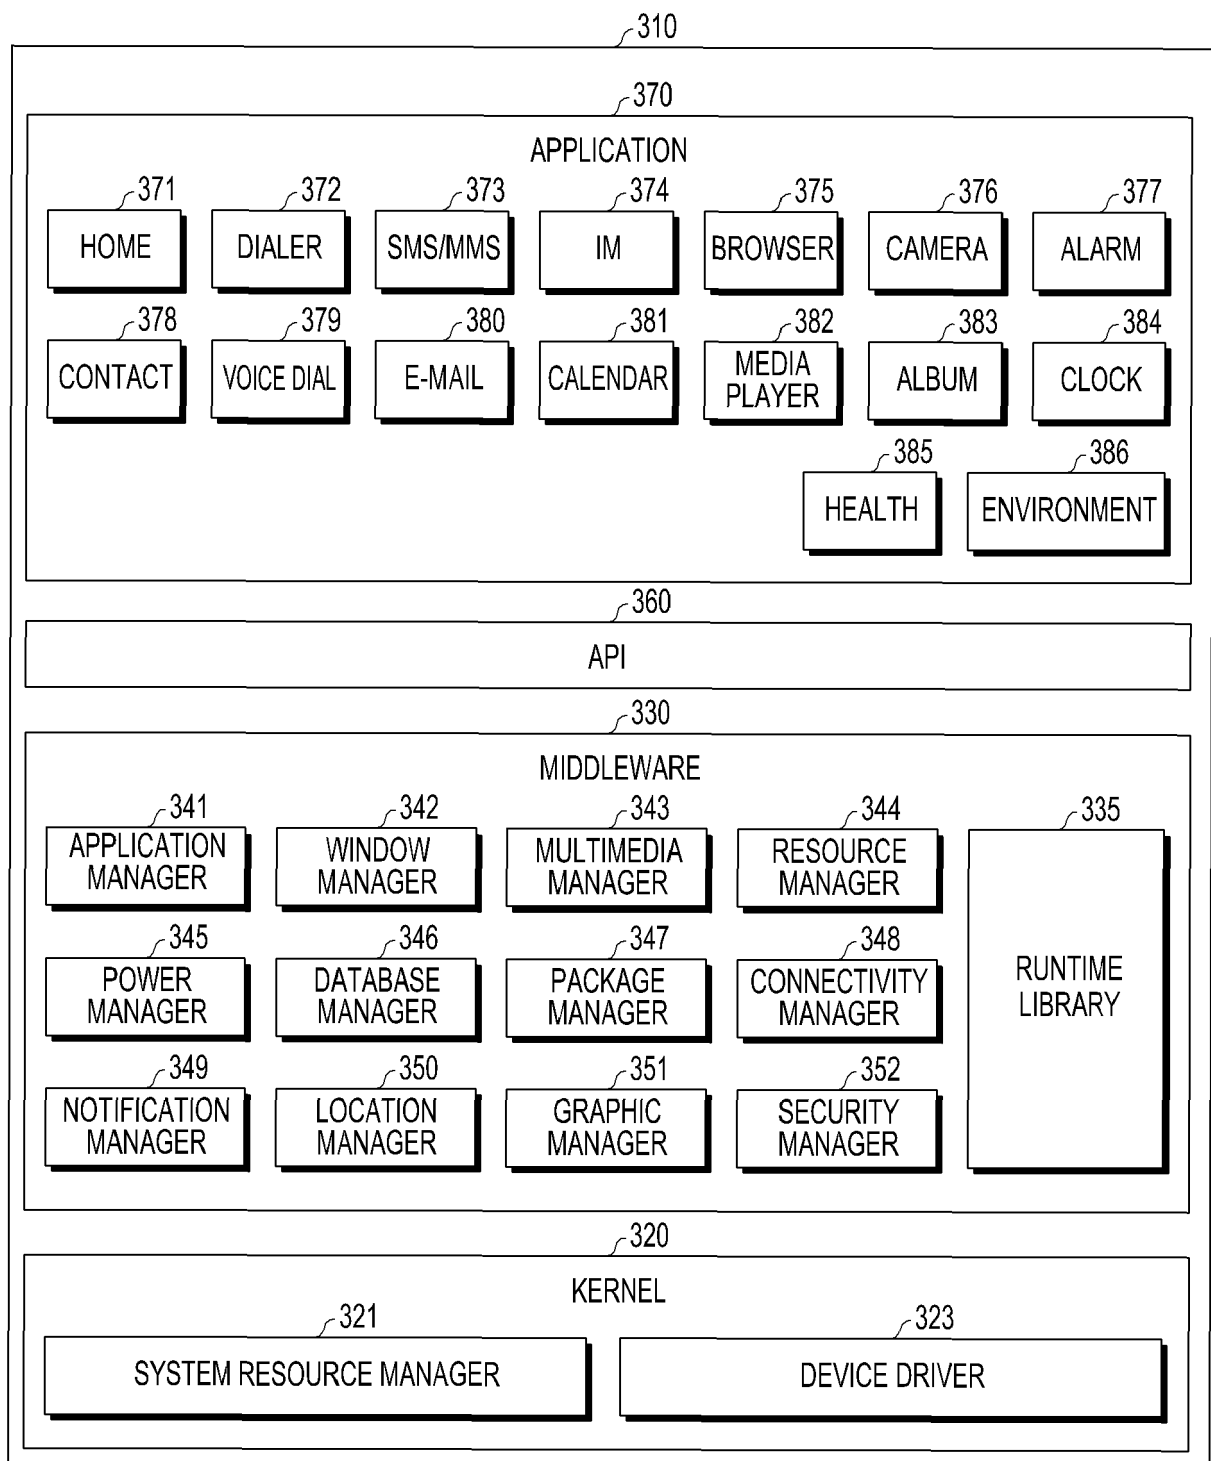 310
370
APPLICATION
371 372 373 374 375 376 377
HOME DIALER SMS/MMS IM BROWSER CAMERA ALARM
378 379 380 381 382 383 384
CONTACT VOICE DIAL E-MAIL CALENDAR MEDIA PLAYER ALBUM CLOCK
385 386
HEALTH ENVIRONMENT
360
API
330
MIDDLEWARE
341 342 343 344 335
APPLICATION MANAGER WINDOW MANAGER MULTIMEDIA MANAGER RESOURCE MANAGER
345 346 347 348
POWER MANAGER DATABASE MANAGER PACKAGE MANAGER CONNECTIVITY MANAGER RUNTIME LIBRARY
349 350 351 352
NOTIFICATION MANAGER LOCATION MANAGER GRAPHIC MANAGER SECURITY MANAGER
320
KERNEL
321 323
SYSTEM RESOURCE MANAGER DEVICE DRIVER